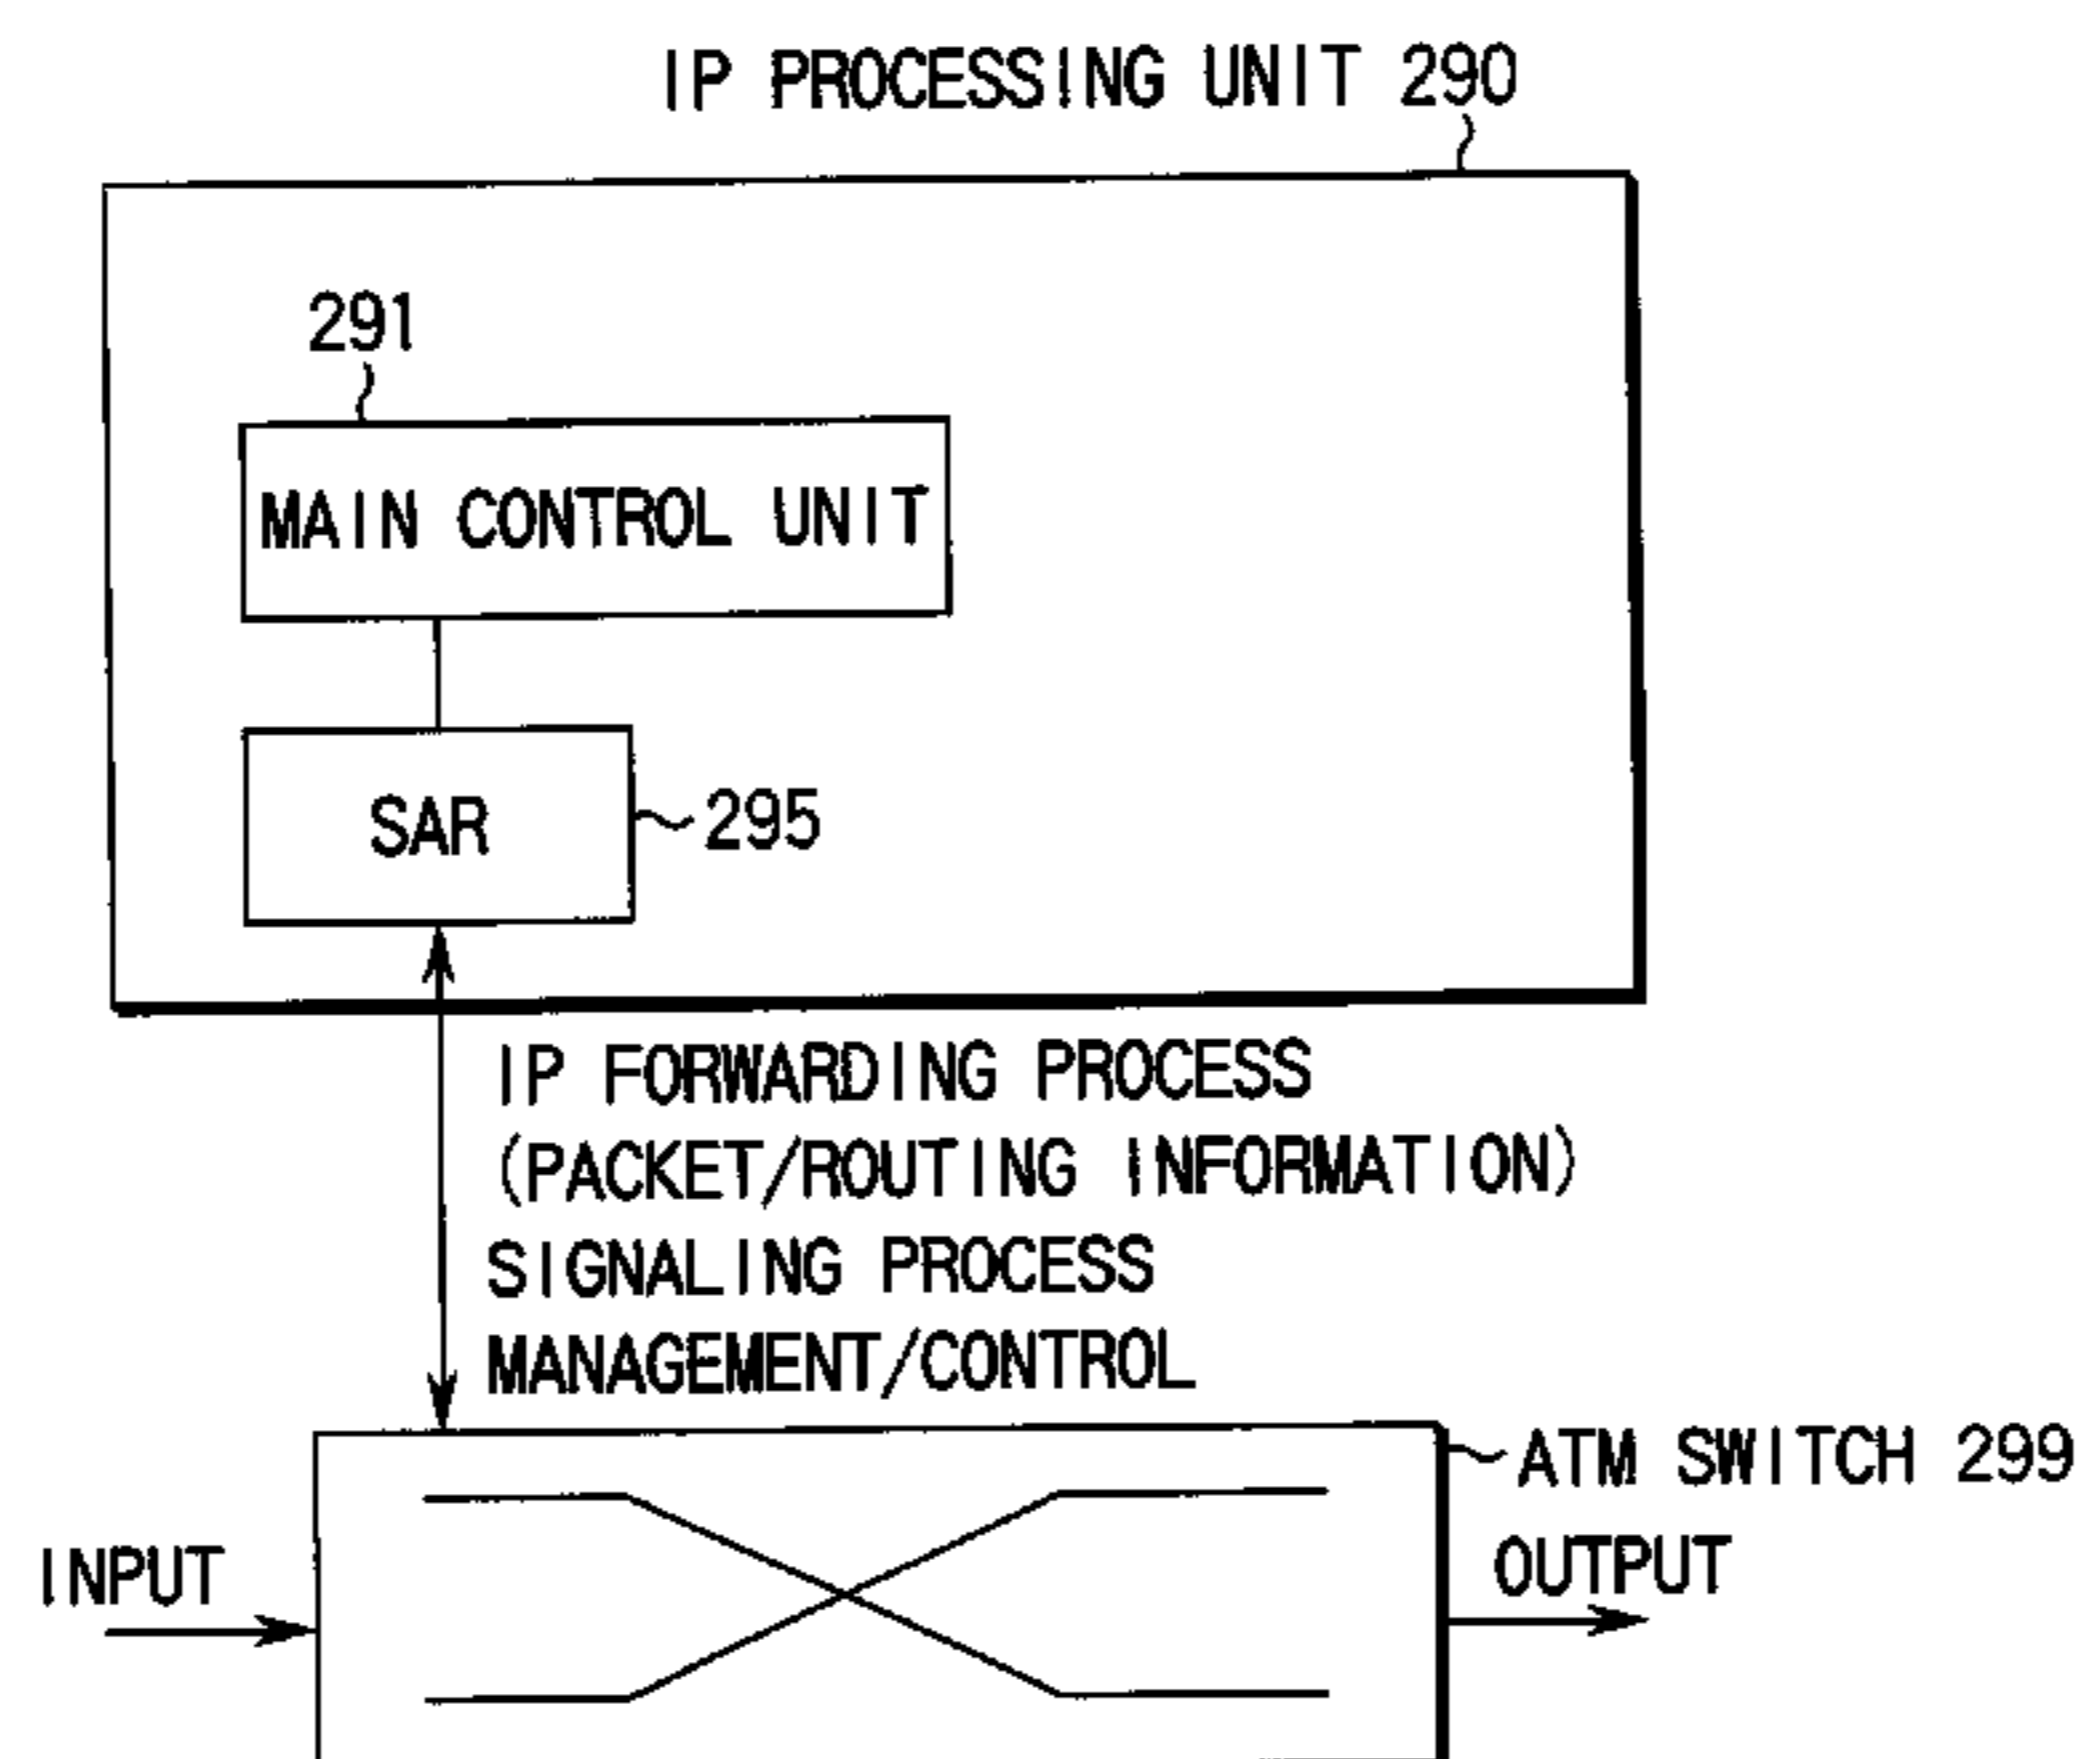 IP PROCESSING UNIT 290
291
MAIN CONTROL UNIT
SAR
295
IP FORWARDING PROCESS
(PACKET/ROUTING INFORMATION)
SIGNALING PROCESS
MANAGEMENT/CONTROL
ATM SWITCH 299
INPUT
OUTPUT